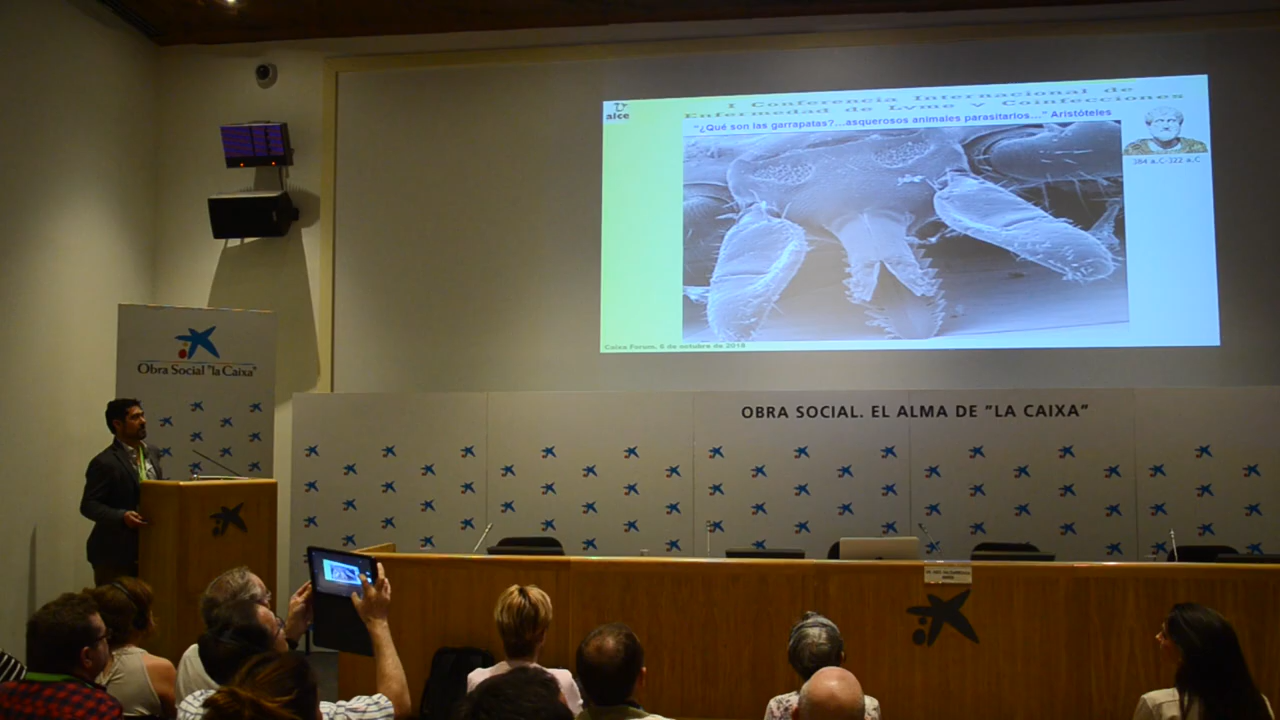 alce
I Conferencia Internacional de
Enfermedad de Lyme y Coinfecciones
"¿Qué son las garrapatas?...asquerosos animales parasitarios..." Aristóteles
384 a.C-322 a.C
Caixa Forum, 6 de octubre de 2018
Obra Social "la Caixa"
OBRA SOCIAL. EL ALMA DE "LA CAIXA"